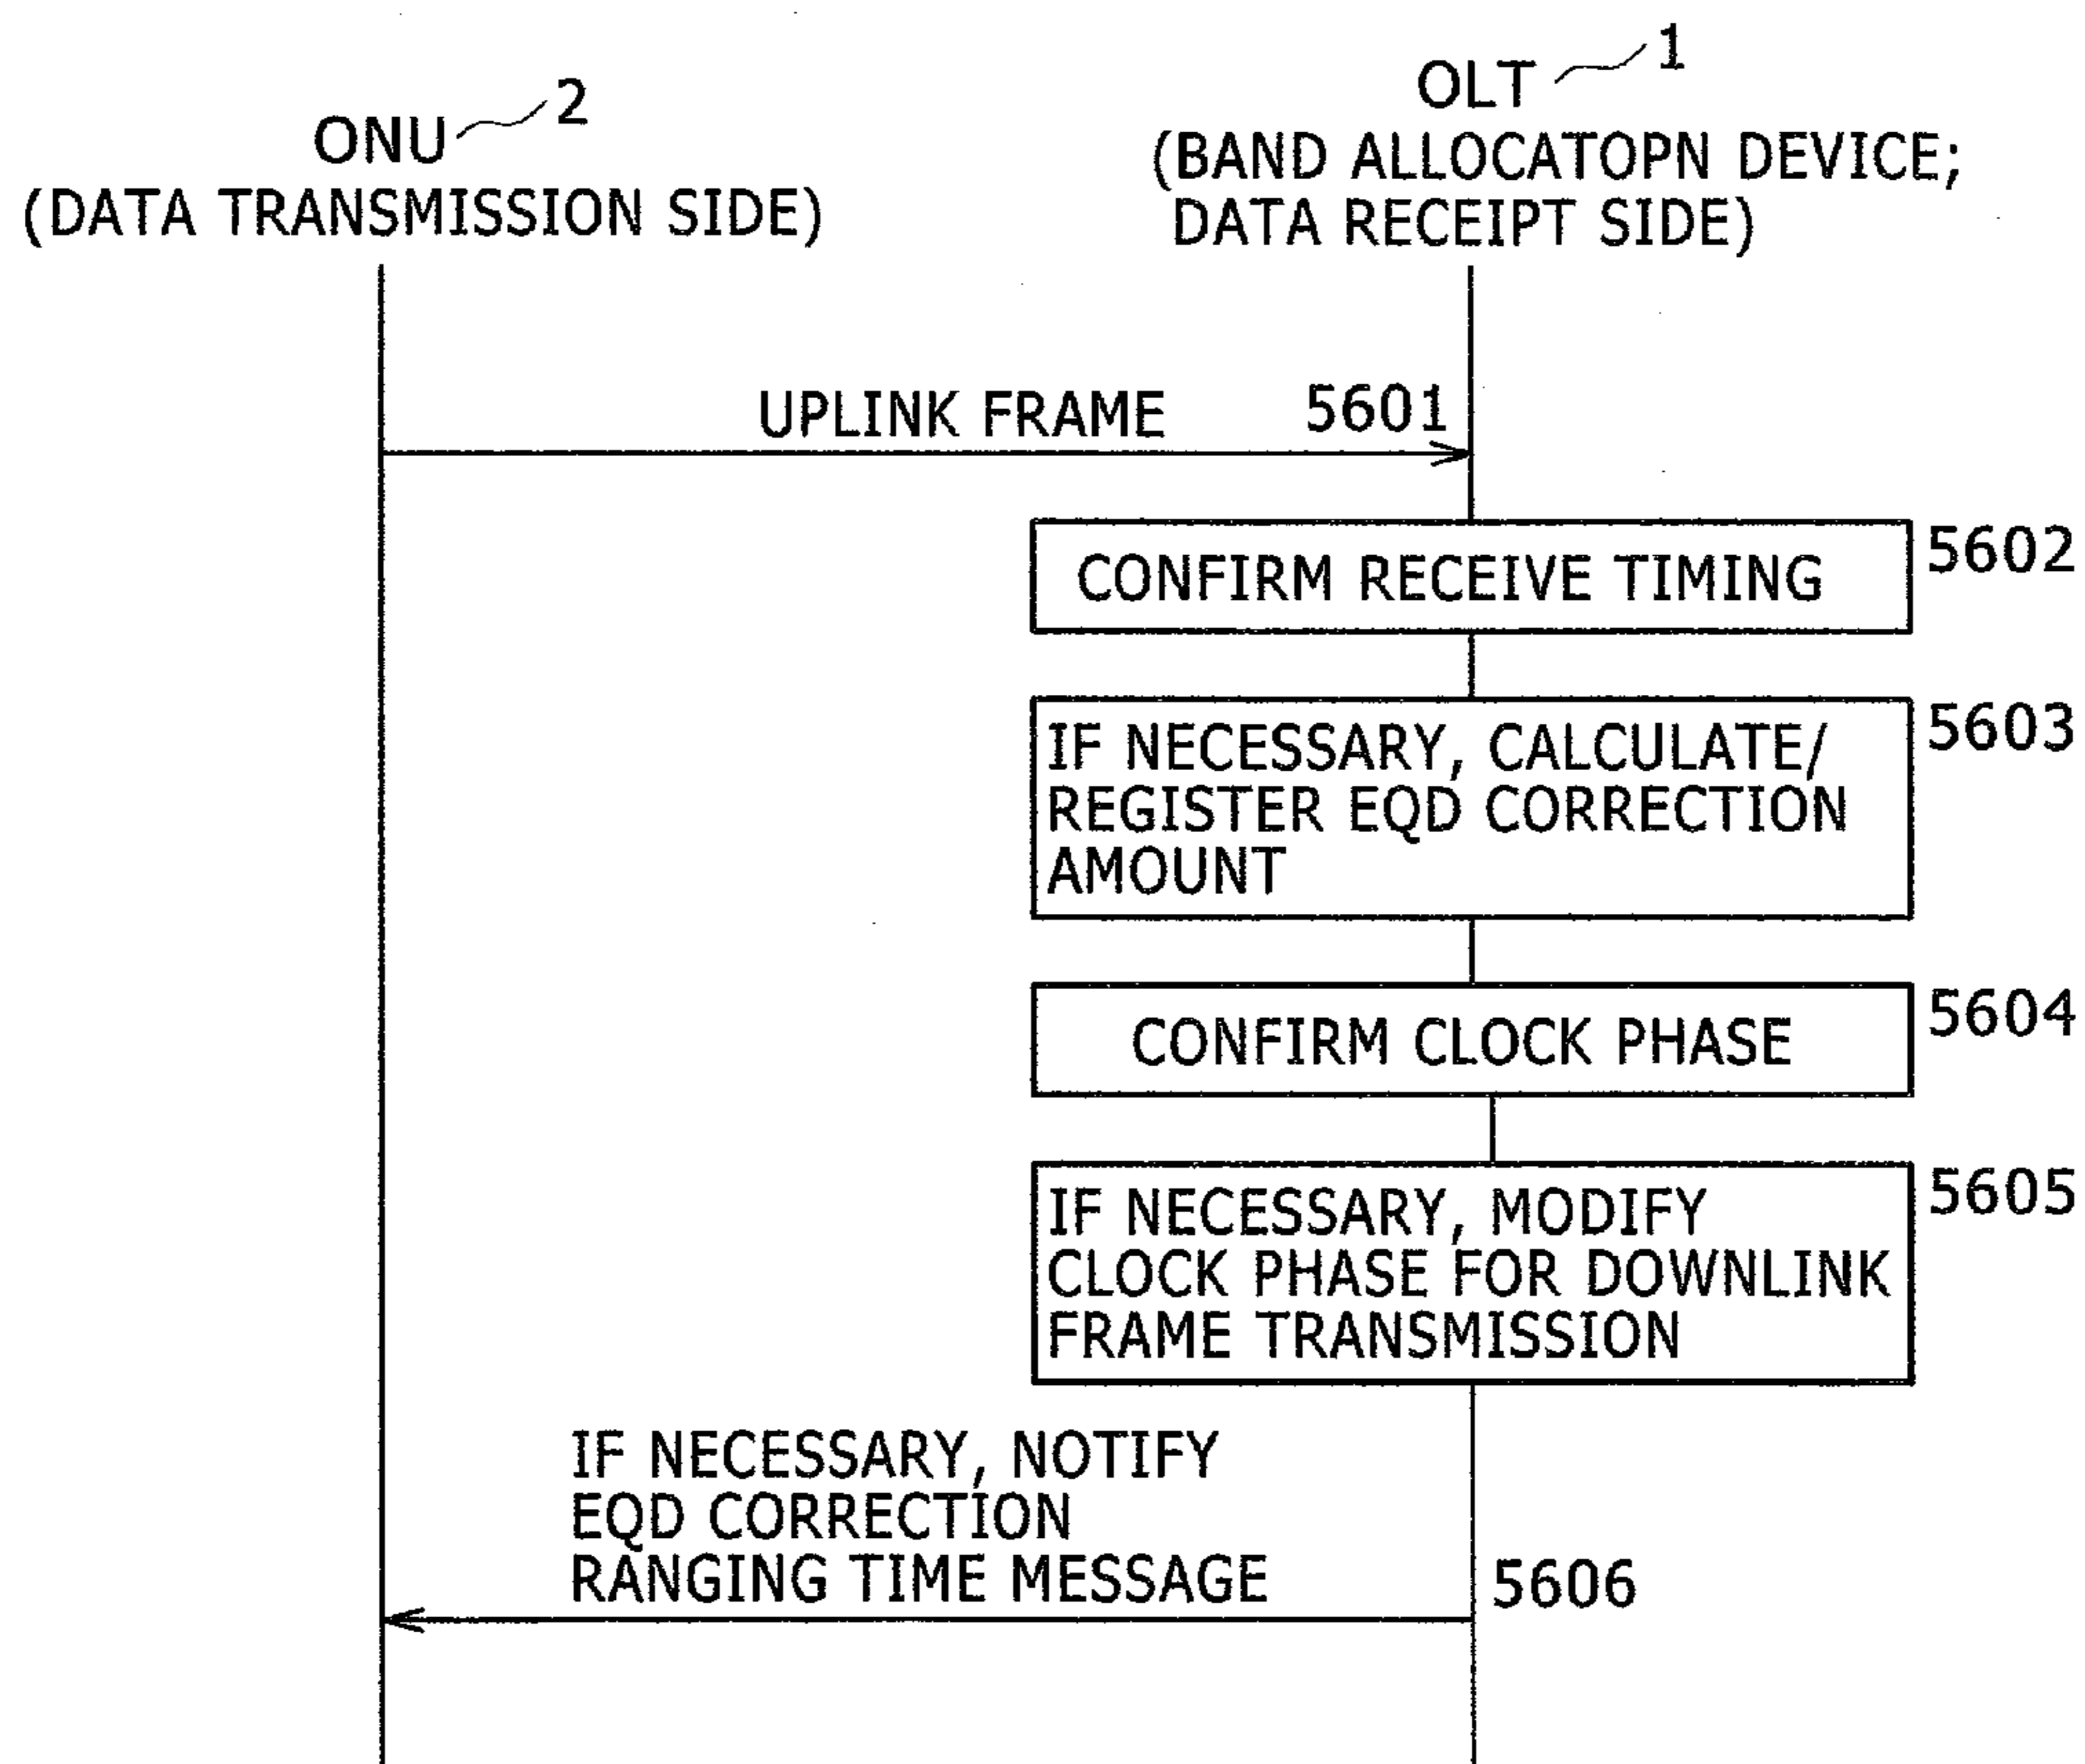 ONU 2
(DATA TRANSMISSION SIDE)
OLT 1
(BAND ALLOCATOPN DEVICE;
DATA RECEIPT SIDE)
UPLINK FRAME 5601
CONFIRM RECEIVE TIMING 5602
IF NECESSARY, CALCULATE/ 5603
REGISTER EQD CORRECTION
AMOUNT
CONFIRM CLOCK PHASE 5604
IF NECESSARY, MODIFY 5605
CLOCK PHASE FOR DOWNLINK
FRAME TRANSMISSION
IF NECESSARY, NOTIFY
EQD CORRECTION
RANGING TIME MESSAGE 5606